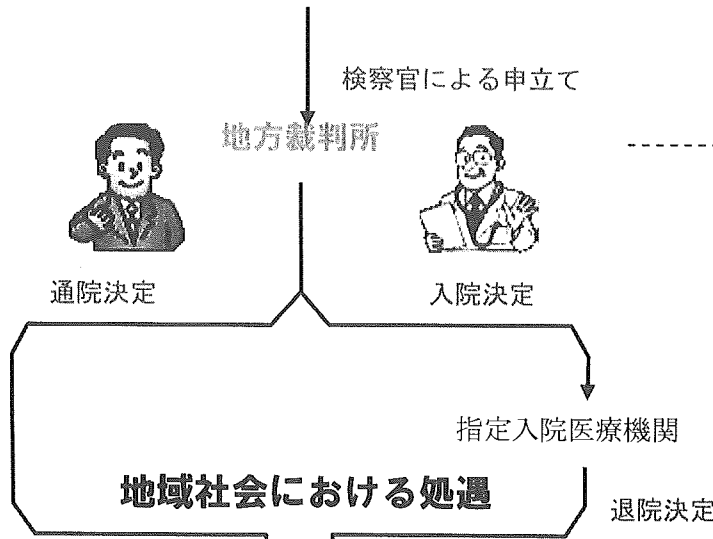 検察官による申立て
地方裁判所
通院決定
入院決定
指定入院医療機関
地域社会における処遇
退院決定